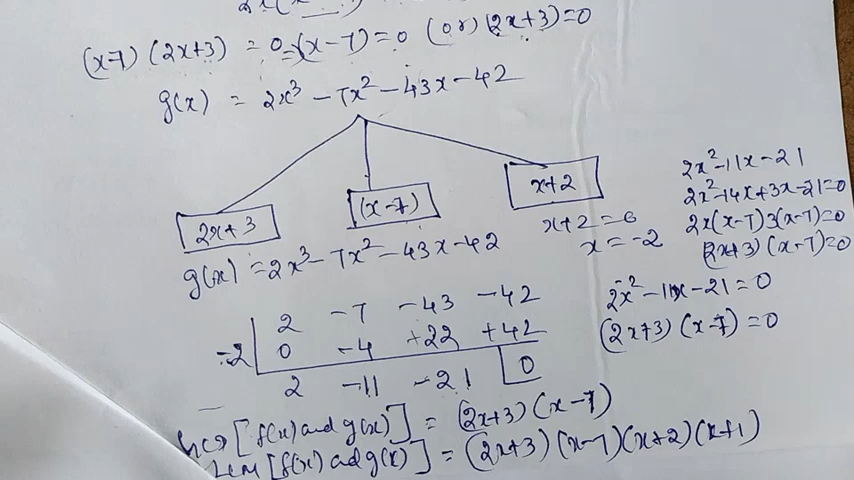 2x(x
(x-7) (2x+3) = 0 = (x-7)=0 (or) (2x+3)=0
g(x) = 2x³ - 7x² - 43x - 42
2x+3
(x-7)
x+2
x+2 = 0
x = -2
g(x) = 2x³ - 7x² - 43x - 42
2 -7 -43 -42
-2 0 -4 +22 +42
2 -11 -21 0
2x²-11x-21
2x²-14x+3x-21=0
2x(x-7)3(x-7)=0
(2x+3)(x-7)=0
2x²-11x-21=0
(2x+3)(x-7)=0
[f(x) and g(x)] = (2x+3)(x-7)
LCM [f(x) ad g(x)] = (2x+3)(x-7)(x+2)(x+1)